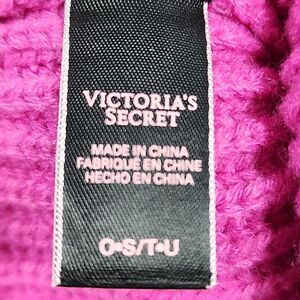 VICTORIA'S
SECRET
MADE IN CHINA
FABRIQUÉ EN CHINE
HECHO EN CHINA
O•S/T•U